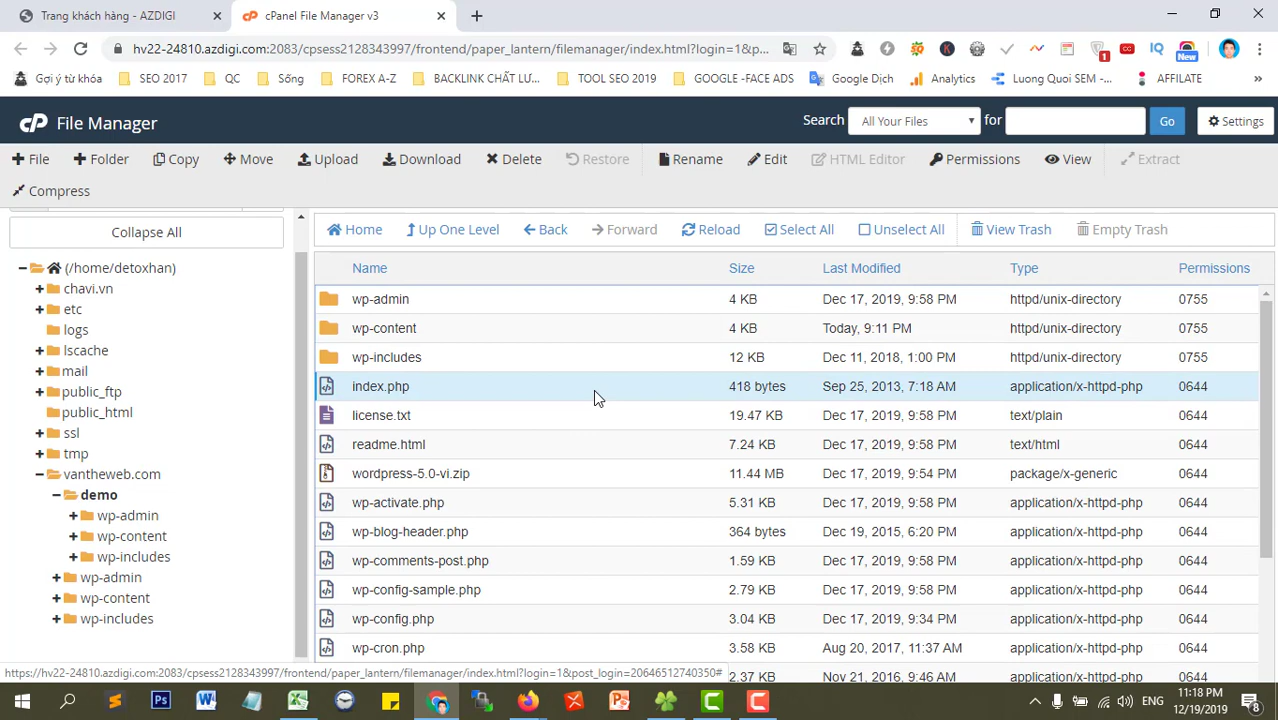 Trang khách hàng - AZDIGI
cPanel File Manager v3
hv22-24810.azdigi.com:2083/cpsess2128343997/frontend/paper_lantern/filemanager/index.html?login=1&p...
Gợi ý từ khóa
SEO 2017
QC
Sống
FOREX A-Z
BACKLINK CHẤT LƯ...
TOOL SEO 2019
GOOGLE -FACE ADS
Google Dịch
Analytics
Luong Quoi SEM -...
AFFILATE
»
cP File Manager
Search
All Your Files
for
Go
Settings
File
Folder
Copy
Move
Upload
Download
Delete
Restore
Rename
Edit
HTML Editor
Permissions
View
Extract
Compress
Collapse All
Home
Up One Level
Back
Forward
Reload
Select All
Unselect All
View Trash
Empty Trash
(/home/detoxhan)
chavi.vn
etc
logs
lscache
mail
public_ftp
public_html
ssl
tmp
vantheweb.com
demo
wp-admin
wp-content
wp-includes
wp-admin
wp-content
wp-includes
Name Size Last Modified Type Permissions
wp-admin 4 KB Dec 17, 2019, 9:58 PM httpd/unix-directory 0755
wp-content 4 KB Today, 9:11 PM httpd/unix-directory 0755
wp-includes 12 KB Dec 11, 2018, 1:00 PM httpd/unix-directory 0755
index.php 418 bytes Sep 25, 2013, 7:18 AM application/x-httpd-php 0644
license.txt 19.47 KB Dec 17, 2019, 9:58 PM text/plain 0644
readme.html 7.24 KB Dec 17, 2019, 9:58 PM text/html 0644
wordpress-5.0-vi.zip 11.44 MB Dec 17, 2019, 9:54 PM package/x-generic 0644
wp-activate.php 5.31 KB Dec 17, 2019, 9:58 PM application/x-httpd-php 0644
wp-blog-header.php 364 bytes Dec 19, 2015, 6:20 PM application/x-httpd-php 0644
wp-comments-post.php 1.59 KB Dec 17, 2019, 9:58 PM application/x-httpd-php 0644
wp-config-sample.php 2.79 KB Dec 17, 2019, 9:58 PM application/x-httpd-php 0644
wp-config.php 3.04 KB Dec 17, 2019, 9:34 PM application/x-httpd-php 0644
wp-cron.php 3.58 KB Aug 20, 2017, 11:37 AM application/x-httpd-php 0644
2.37 KB Nov 21, 2016, 9:46 AM application/x-httpd-php 0644
https://hv22-24810.azdigi.com:2083/cpsess2128343997/frontend/paper_lantern/filemanager/index.html?login=1&post_login=20646512740350#
ENG
11:18 PM
12/19/2019
8